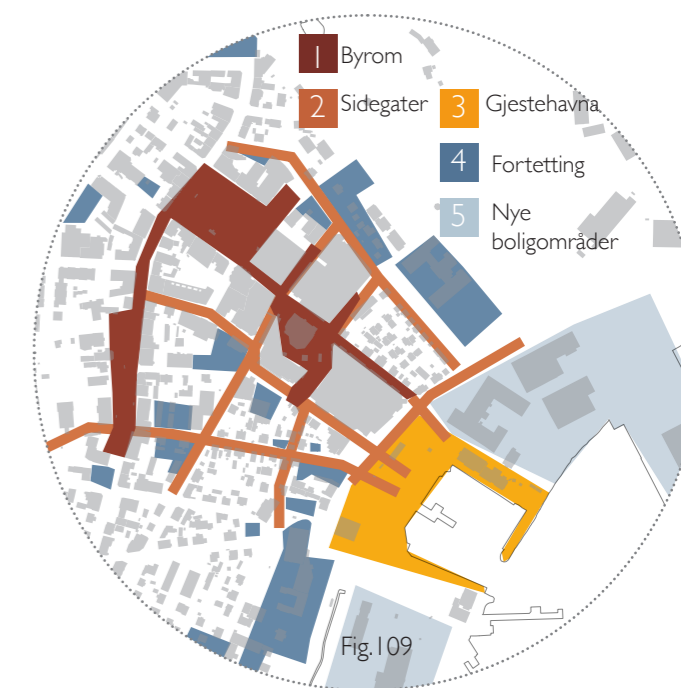 1 Byrom
2 Sidegater
3 Gjestehavna
4 Fortetting
5 Nye
boligområder
Fig.109